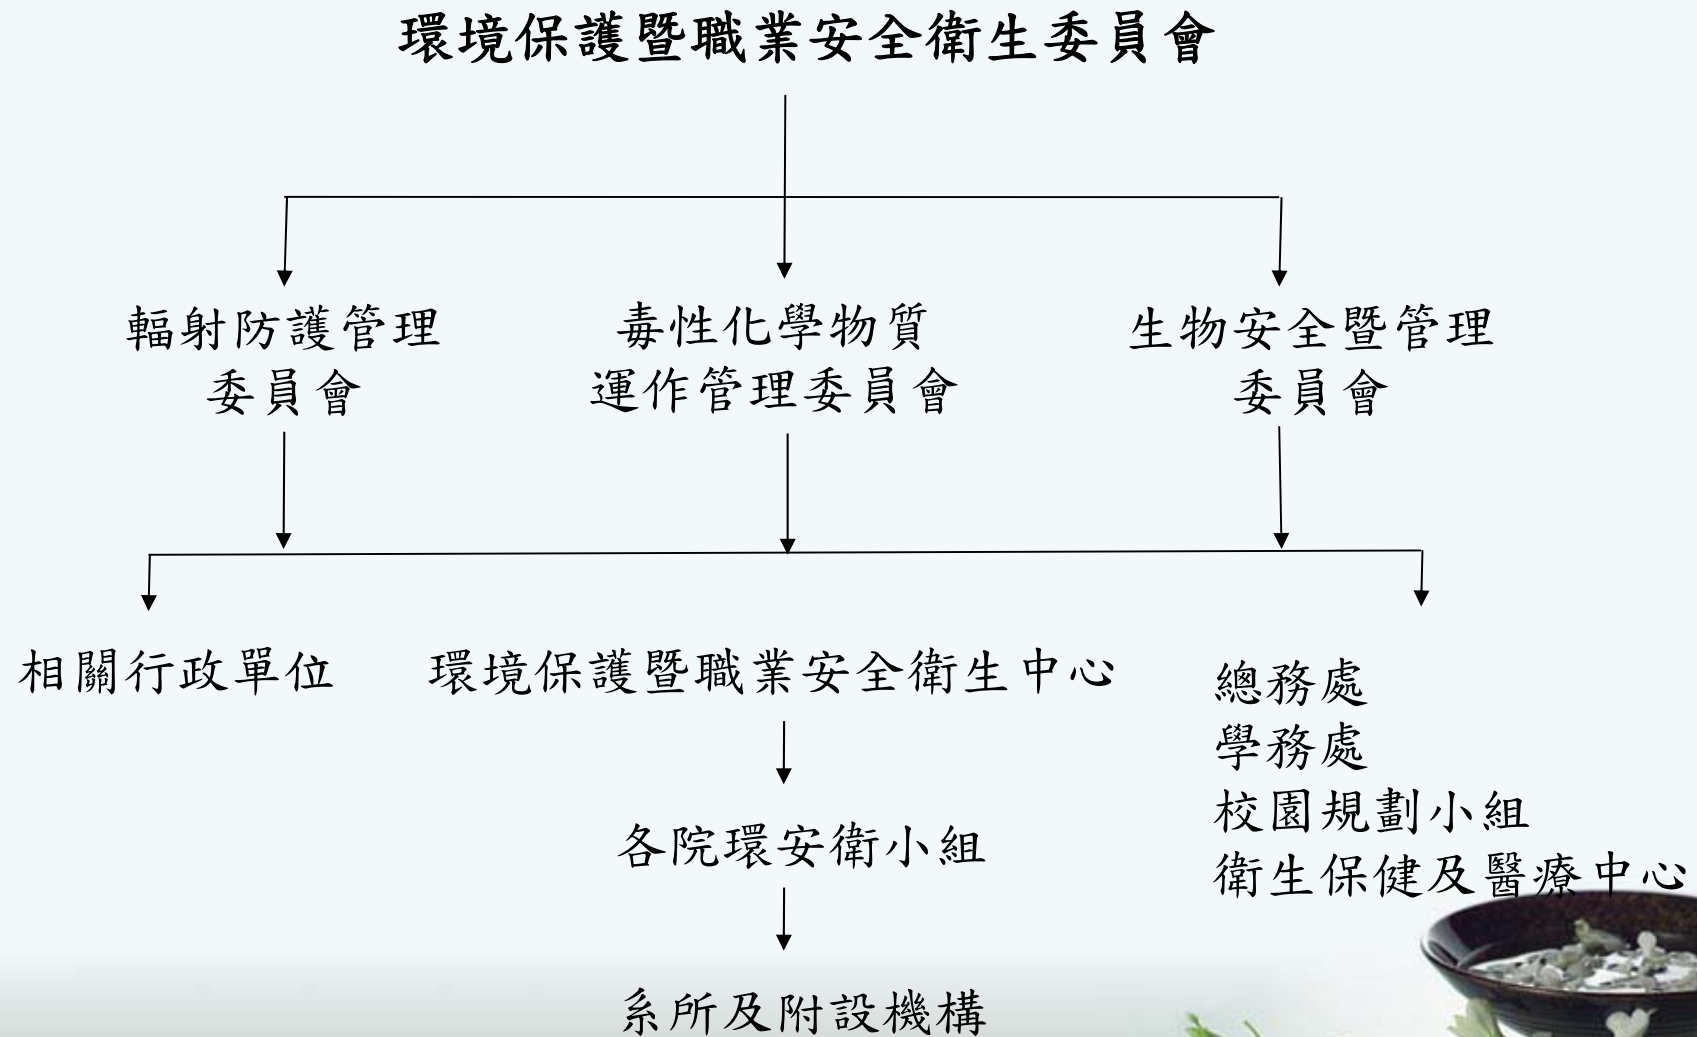 環境保護暨職業安全衛生委員會
輻射防護管理
委員會
毒性化學物質
運作管理委員會
生物安全暨管理
委員會
相關行政單位
環境保護暨職業安全衛生中心
總務處
學務處
校園規劃小組
衛生保健及醫療中心
各院環安衛小組
系所及附設機構